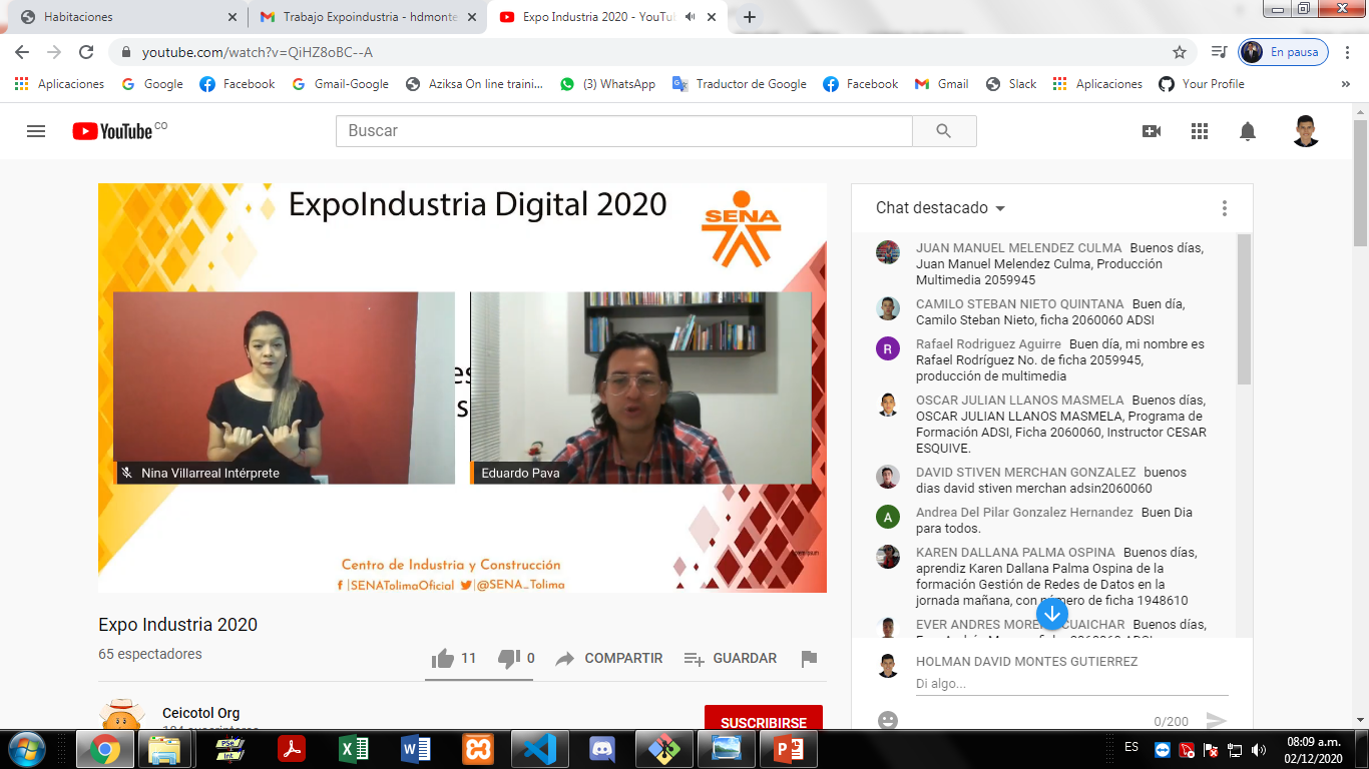 Habitaciones
Trabajo Expoindustria - hdmonte
Expo Industria 2020 - YouTu
youtube.com/watch?v=QiHZ8oBC--A
En pausa
Aplicaciones
Google
Facebook
Gmail-Google
Aziksa On line traini...
(3) WhatsApp
Traductor de Google
Facebook
Gmail
Slack
Aplicaciones
Your Profile
»
YouTube CO
Buscar
ExpoIndustria Digital 2020
SENA
es
s
Nina Villarreal Intérprete
Eduardo Pava
Centro de Industria y Construcción
|SENATolimaOficial
|@SENA_Tolima
Expo Industria 2020
65 espectadores
11
0
COMPARTIR
GUARDAR
Ceicotol Org
SUSCRIBIRSE
Chat destacado
JUAN MANUEL MELENDEZ CULMA Buenos días,
Juan Manuel Melendez Culma, Producción
Multimedia 2059945
CAMILO STEBAN NIETO QUINTANA Buen día,
Camilo Steban Nieto, ficha 2060060 ADSI
R
Rafael Rodriguez Aguirre Buen día, mi nombre es
Rafael Rodríguez No. de ficha 2059945,
producción de multimedia
OSCAR JULIAN LLANOS MASMELA Buenos días,
OSCAR JULIAN LLANOS MASMELA, Programa de
Formación ADSI, Ficha 2060060, Instructor CESAR
ESQUIVE.
DAVID STIVEN MERCHAN GONZALEZ buenos
dias david stiven merchan adsin2060060
A
Andrea Del Pilar Gonzalez Hernandez Buen Dia
para todos.
KAREN DALLANA PALMA OSPINA Buenos días,
aprendiz Karen Dallana Palma Ospina de la
formación Gestión de Redes de Datos en la
jornada mañana, con número de ficha 1948610
EVER ANDRES MORE CUAICHAR Buenos días,
HOLMAN DAVID MONTES GUTIERREZ
Di algo...
0/200
ES
08:09 a.m.
02/12/2020